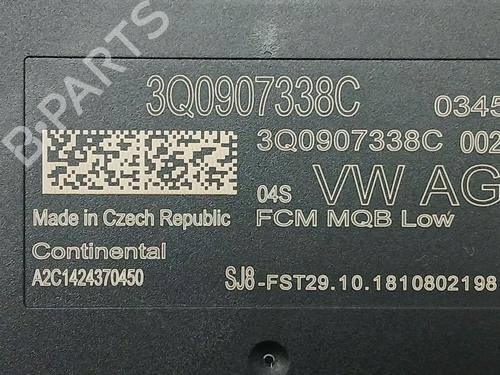 3Q0907338C 0345
3Q0907338C 002
04S VW AG
Made in Czech Republic FCM MQB Low
Continental
A2C1424370450 SJ8-FST29.10.1810802198
B-PARTS